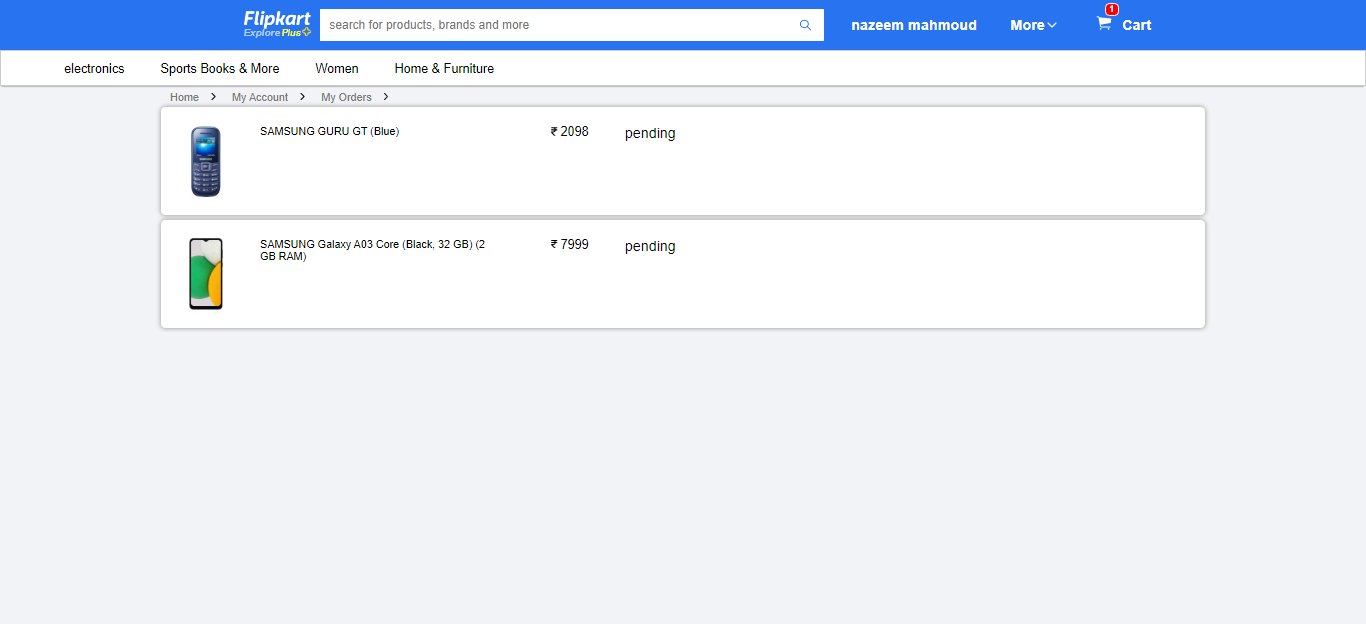 Flipkart
Explore Plus
search for products, brands and more
nazeem mahmoud
More
1
Cart
electronics
Sports Books & More
Women
Home & Furniture
Home
My Account
My Orders
SAMSUNG GURU GT (Blue)
₹ 2098
pending
SAMSUNG Galaxy A03 Core (Black, 32 GB) (2
GB RAM)
₹ 7999
pending